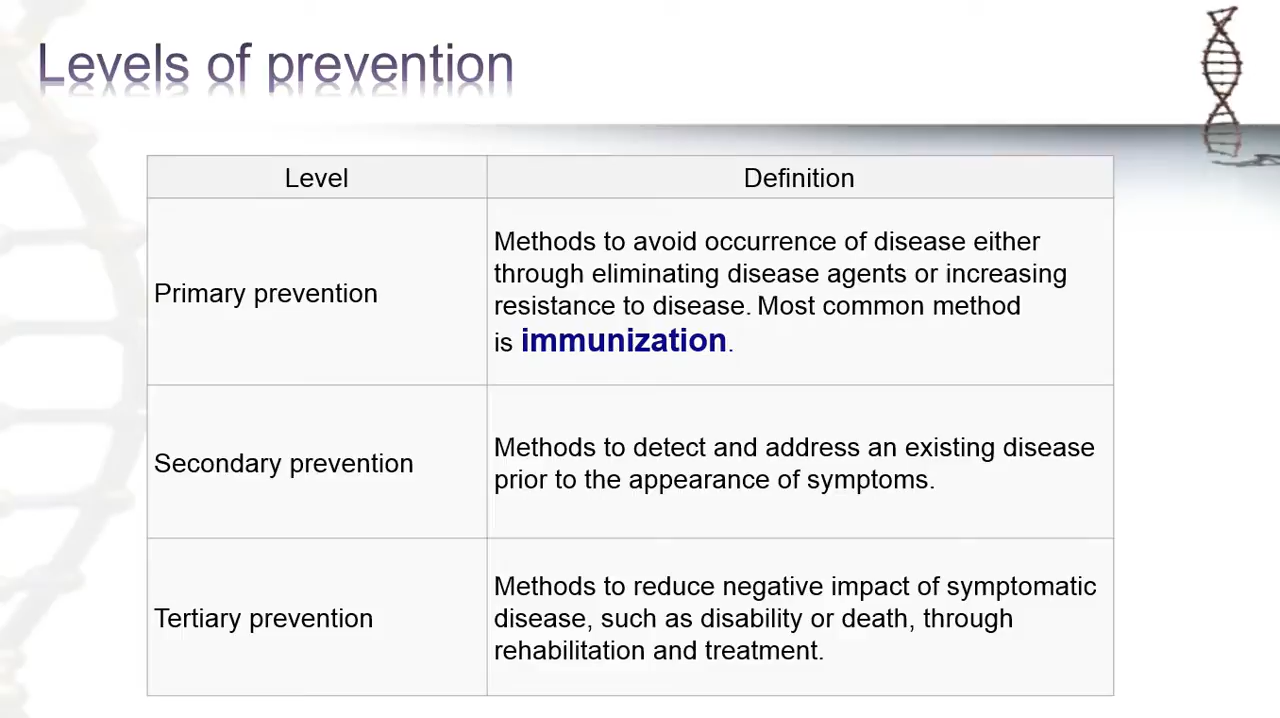 Levels of prevention
Level
Definition
Primary prevention
Methods to avoid occurrence of disease either
through eliminating disease agents or increasing
resistance to disease. Most common method
is immunization.
Secondary prevention
Methods to detect and address an existing disease
prior to the appearance of symptoms.
Tertiary prevention
Methods to reduce negative impact of symptomatic
disease, such as disability or death, through
rehabilitation and treatment.